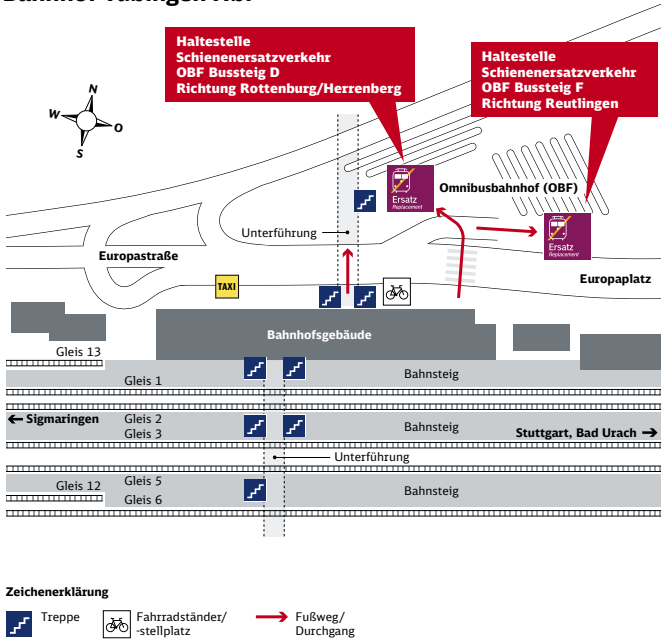 Bahnhof Tübingen Hbf
Haltestelle
Schienenersatzverkehr
OBF Bussteig D
Richtung Rottenburg/Herrenberg
Haltestelle
Schienenersatzverkehr
OBF Bussteig F
Richtung Reutlingen
N
W
O
S
Ersatz
Replacement
Omnibusbahnhof (OBF)
Unterführung
Ersatz
Replacement
Europastraße
Europaplatz
TAXI
Bahnhofsgebäude
Gleis 13
Gleis 1
Bahnsteig
← Sigmaringen
Gleis 2
Gleis 3
Bahnsteig
Stuttgart, Bad Urach →
Unterführung
Gleis 12
Gleis 5
Gleis 6
Bahnsteig
Zeichenerklärung
Treppe
Fahrradständer/
-stellplatz
Fußweg/
Durchgang